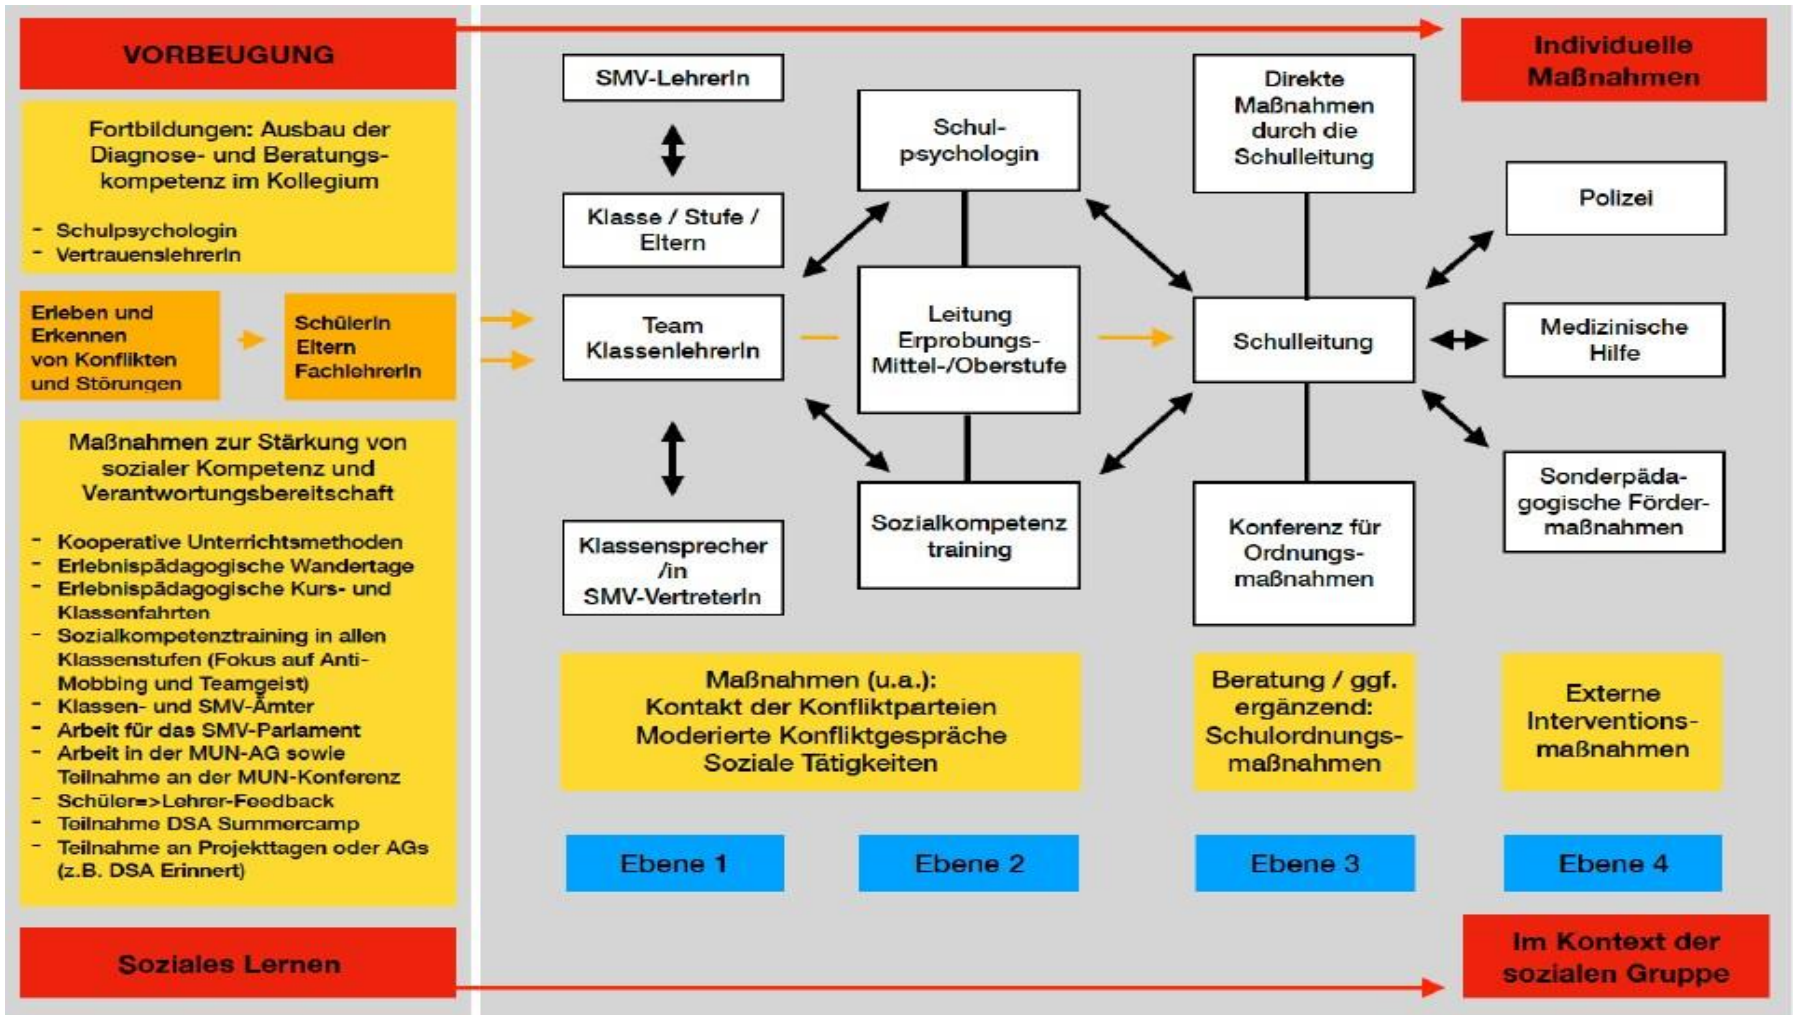 VORBEUGUNG
Fortbildungen: Ausbau der
Diagnose- und Beratungs-
kompetenz im Kollegium
- Schulpsychologin
- VertrauenslehrerIn
Erleben und
Erkennen
von Konflikten
und Störungen
SchülerIn
Eltern
FachlehrerIn
Maßnahmen zur Stärkung von
sozialer Kompetenz und
Verantwortungsbereitschaft
- Kooperative Unterrichtsmethoden
- Erlebnispädagogische Wandertage
- Erlebnispädagogische Kurs- und
Klassenfahrten
- Sozialkompetenztraining in allen
Klassenstufen (Fokus auf Anti-
Mobbing und Teamgeist)
- Klassen- und SMV-Ämter
- Arbeit für das SMV-Parlament
- Arbeit in der MUN-AG sowie
Teilnahme an der MUN-Konferenz
- Schüler=>Lehrer-Feedback
- Teilnahme DSA Summercamp
- Teilnahme an Projekttagen oder AGs
(z.B. DSA Erinnert)
Soziales Lernen
SMV-LehrerIn
Klasse / Stufe /
Eltern
Team
KlassenlehrerIn
Klassensprecher
/in
SMV-VertreterIn
Schul-
psychologin
Leitung
Erprobungs-
Mittel-/Oberstufe
Sozialkompetenz
training
Maßnahmen (u.a.):
Kontakt der Konfliktparteien
Moderierte Konfliktgespräche
Soziale Tätigkeiten
Ebene 1
Ebene 2
Direkte
Maßnahmen
durch die
Schulleitung
Schulleitung
Konferenz für
Ordnungs-
maßnahmen
Beratung / ggf.
ergänzend:
Schulordnungs-
maßnahmen
Ebene 3
Individuelle
Maßnahmen
Polizei
Medizinische
Hilfe
Sonderpäda-
gogische Förder-
maßnahmen
Externe
Interventions-
maßnahmen
Ebene 4
Im Kontext der
sozialen Gruppe